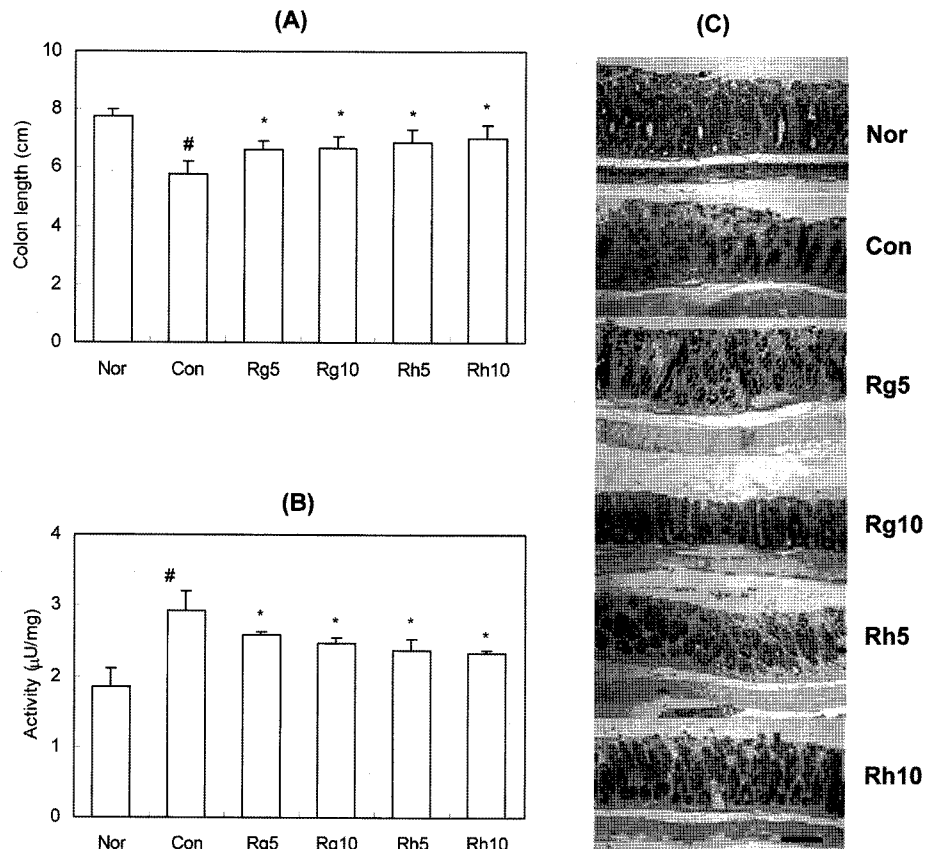 (A)
10
8
6
4
2
0
Colon length (cm)
#
*
*
*
*
Nor Con Rg5 Rg10 Rh5 Rh10
(B)
4
3
2
1
0
Activity (μU/mg)
#
*
*
*
*
Nor Con Rg5 Rg10 Rh5 Rh10
(C)
Nor
Con
Rg5
Rg10
Rh5
Rh10